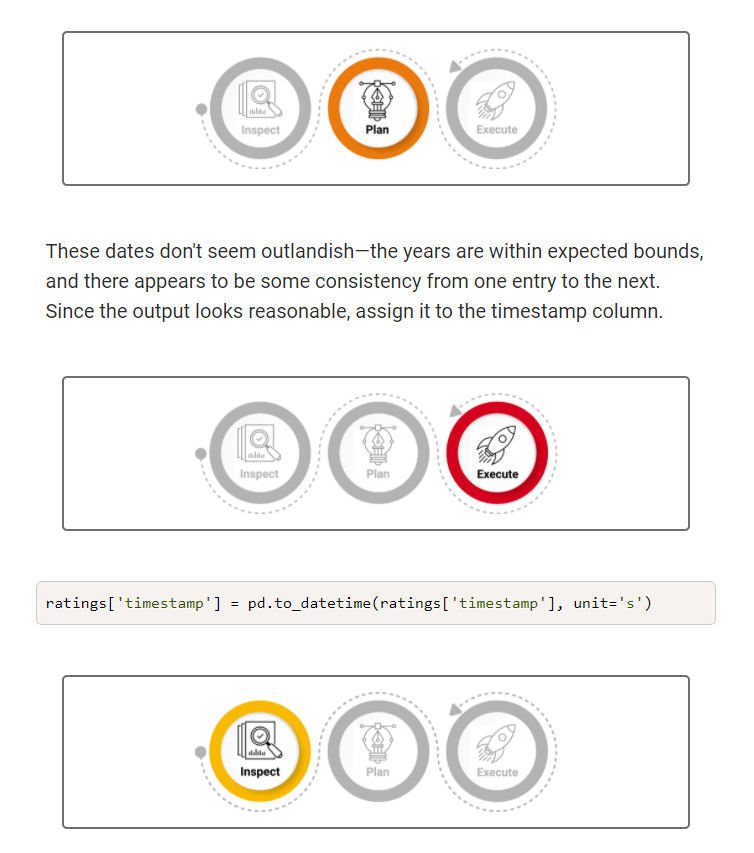 Inspect
Plan
Execute
These dates don't seem outlandish—the years are within expected bounds,
and there appears to be some consistency from one entry to the next.
Since the output looks reasonable, assign it to the timestamp column.
Inspect
Plan
Execute
ratings['timestamp'] = pd.to_datetime(ratings['timestamp'], unit='s')
Inspect
Plan
Execute